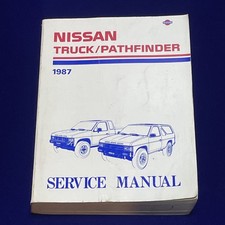 NISSAN
TRUCK/PATHFINDER
1987
SERVICE MANUAL